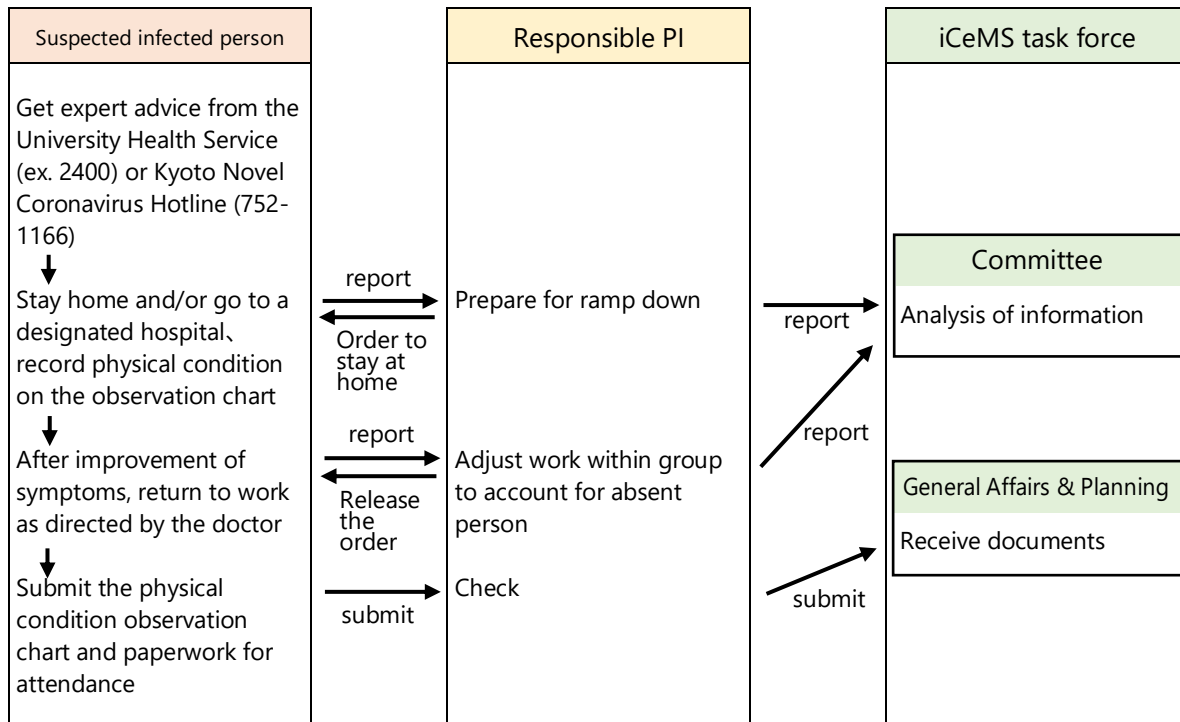 Suspected infected person
Get expert advice from the
University Health Service
(ex. 2400) or Kyoto Novel
Coronavirus Hotline (752-
1166)
Stay home and/or go to a
designated hospital、
record physical condition
on the observation chart
After improvement of
symptoms, return to work
as directed by the doctor
Submit the physical
condition observation
chart and paperwork for
attendance
report
Order to
stay at
home
report
Release
the
order
submit
Responsible PI
Prepare for ramp down
Adjust work within group
to account for absent
person
Check
report
report
submit
iCeMS task force
Committee
Analysis of information
General Affairs & Planning
Receive documents